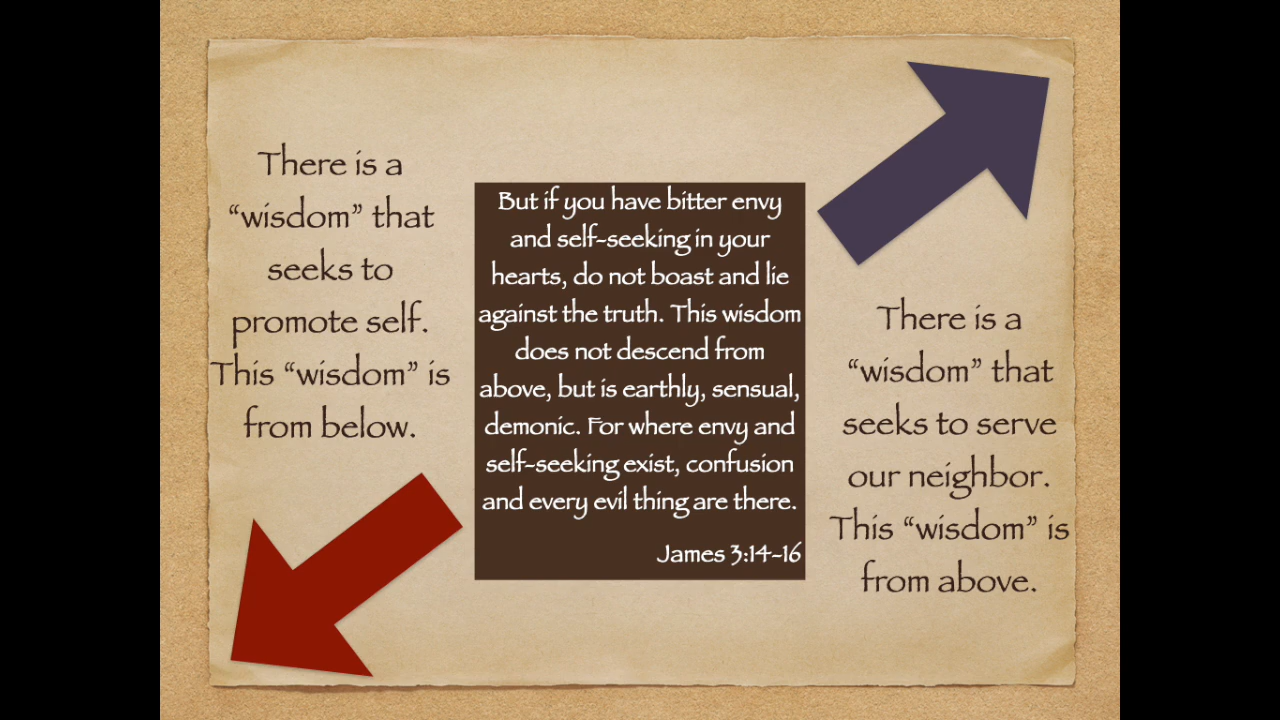 There is a
“wisdom” that
seeks to
promote self.
This “wisdom” is
from below.
But if you have bitter envy
and self-seeking in your
hearts, do not boast and lie
against the truth. This wisdom
does not descend from
above, but is earthly, sensual,
demonic. For where envy and
self-seeking exist, confusion
and every evil thing are there.
James 3:14-16
There is a
“wisdom” that
seeks to serve
our neighbor.
This “wisdom” is
from above.